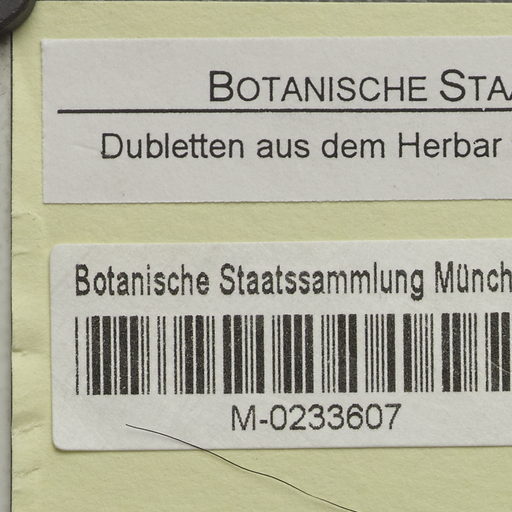 BOTANISCHE STA
Dubletten aus dem Herbar
Botanische Staatssammlung Münch
M-0233607